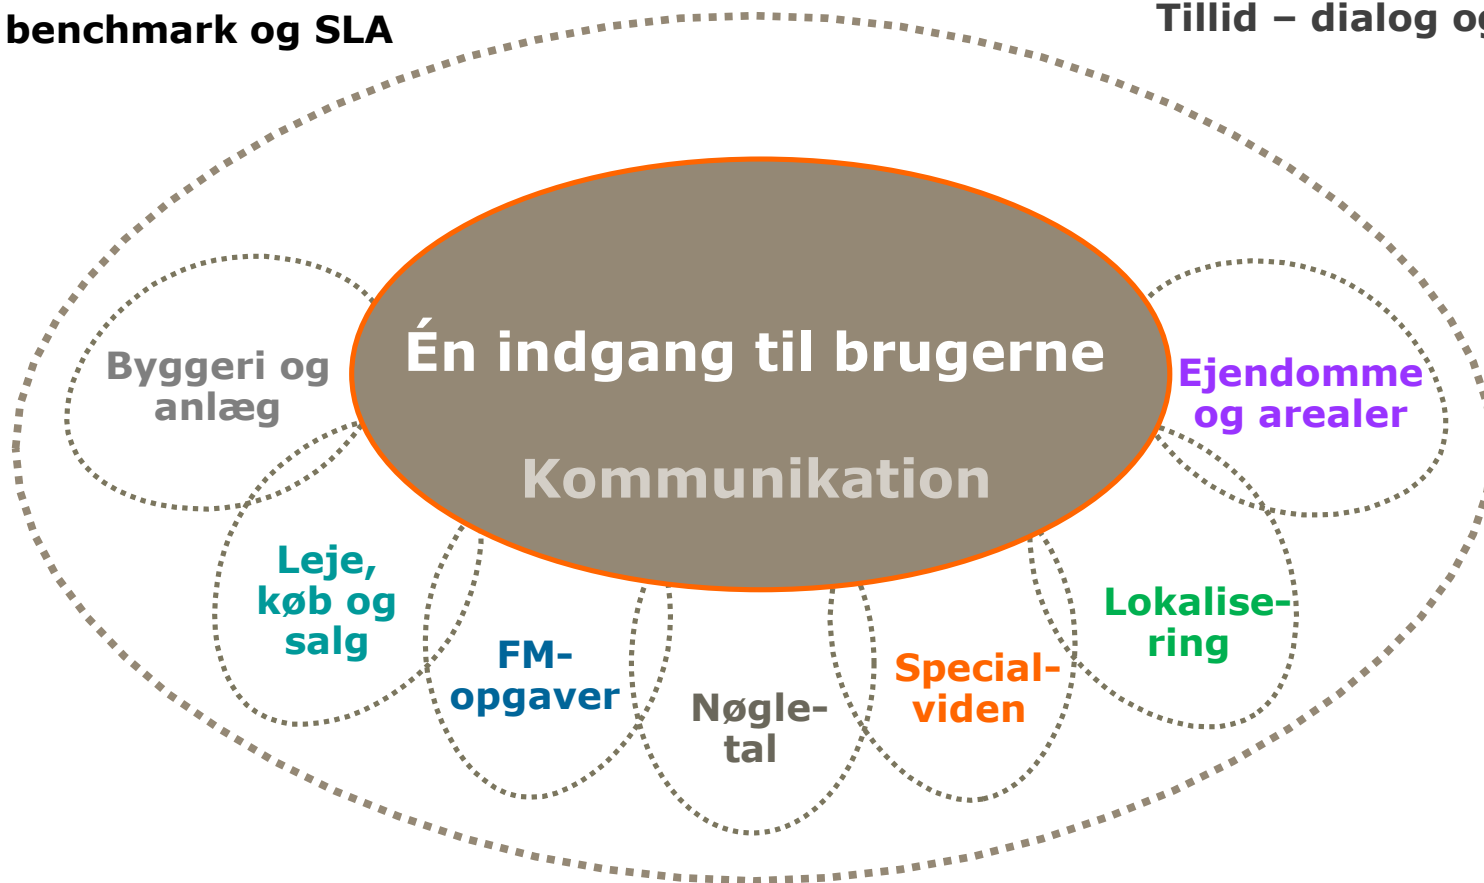 benchmark og SLA
Tillid – dialog og
Én indgang til brugerne
Kommunikation
Byggeri og
anlæg
Leje,
køb og
salg
FM-
opgaver
Nøgle-
tal
Special-
viden
Lokalise-
ring
Ejendomme
og arealer